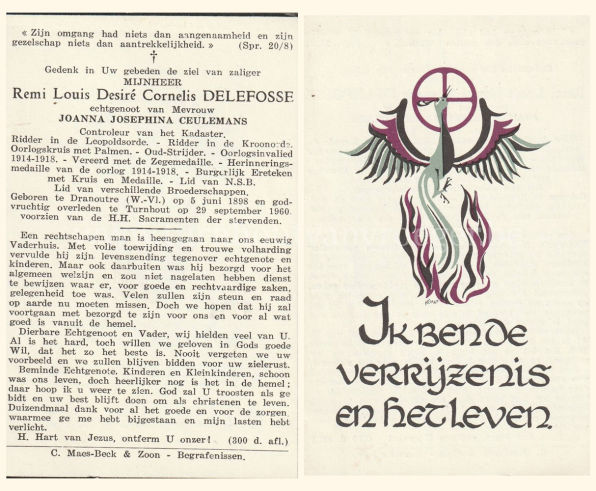 « Zijn omgang had niets dan aangenaamheid en zijn
gezelschap niets dan aantrekkelijkheid. » (Spr. 20/8)
†
Gedenk in Uw gebeden de ziel van zaliger
MIJNHEER
Remi Louis Desiré Cornelis DELEFOSSE
echtgenoot van Mevrouw
JOANNA JOSEPHINA CEULEMANS
Controleur van het Kadaster.
Ridder in de Leopoldsorde. - Ridder in de Kroonorde.
Oorlogskruis met Palmen. - Oud-Strijder. - Oorlogsinvalied
1914-1918. - Vereerd met de Zegemedaille. - Herinnerings-
medaille van de oorlog 1914-1918. - Burgerlijk Ereteken
met Kruis en Medaille. - Lid van N.S.B.
Lid van verschillende Broederschappen.
Geboren te Dranoutre (W.-Vl.) op 5 juni 1898 en god-
vruchtig overleden te Turnhout op 29 september 1960.
voorzien van de H.H. Sacramenten der stervenden.
Een rechtschapen man is heengegaan naar ons eeuwig
Vaderhuis. Met volle toewijding en trouwe volharding
vervulde hij zijn levenszending tegenover echtgenote en
kinderen. Maar ook daarbuiten was hij bezorgd voor het
algemeen welzijn en zou niet nagelaten hebben dienst
te bewijzen waar er, voor goede en rechtvaardige zaken,
gelegenheid toe was. Velen zullen zijn steun en raad
op aarde nu moeten missen. Doch we hopen dat hij zal
voortgaan met bezorgd te zijn voor ons en voor al wat
goed is vanuit de hemel.
Dierbare Echtgenoot en Vader, wij hielden veel van U.
Al is het hard, toch willen we geloven in Gods goede
Wil, dat het zo het beste is. Nooit vergeten we uw
voorbeeld en we zullen blijven bidden voor uw zielerust.
Beminde Echtgenote, Kinderen en Kleinkinderen, schoon
was ons leven, doch heerlijker nog is het in de hemel ;
daar hoop ik u weer te zien. God zal U troosten als ge
bidt en uw best blijft doen om als christenen te leven.
Duizendmaal dank voor al het goede en voor de zorgen
waarmee ge me hebt bijgestaan en mijn lasten hebt
verlicht.
H. Hart van Jezus, ontferm U onzer! (300 d. afl.)
C. Maes-Beck & Zoon - Begrafenissen.
Ik ben de
verrijzenis
en het leven.